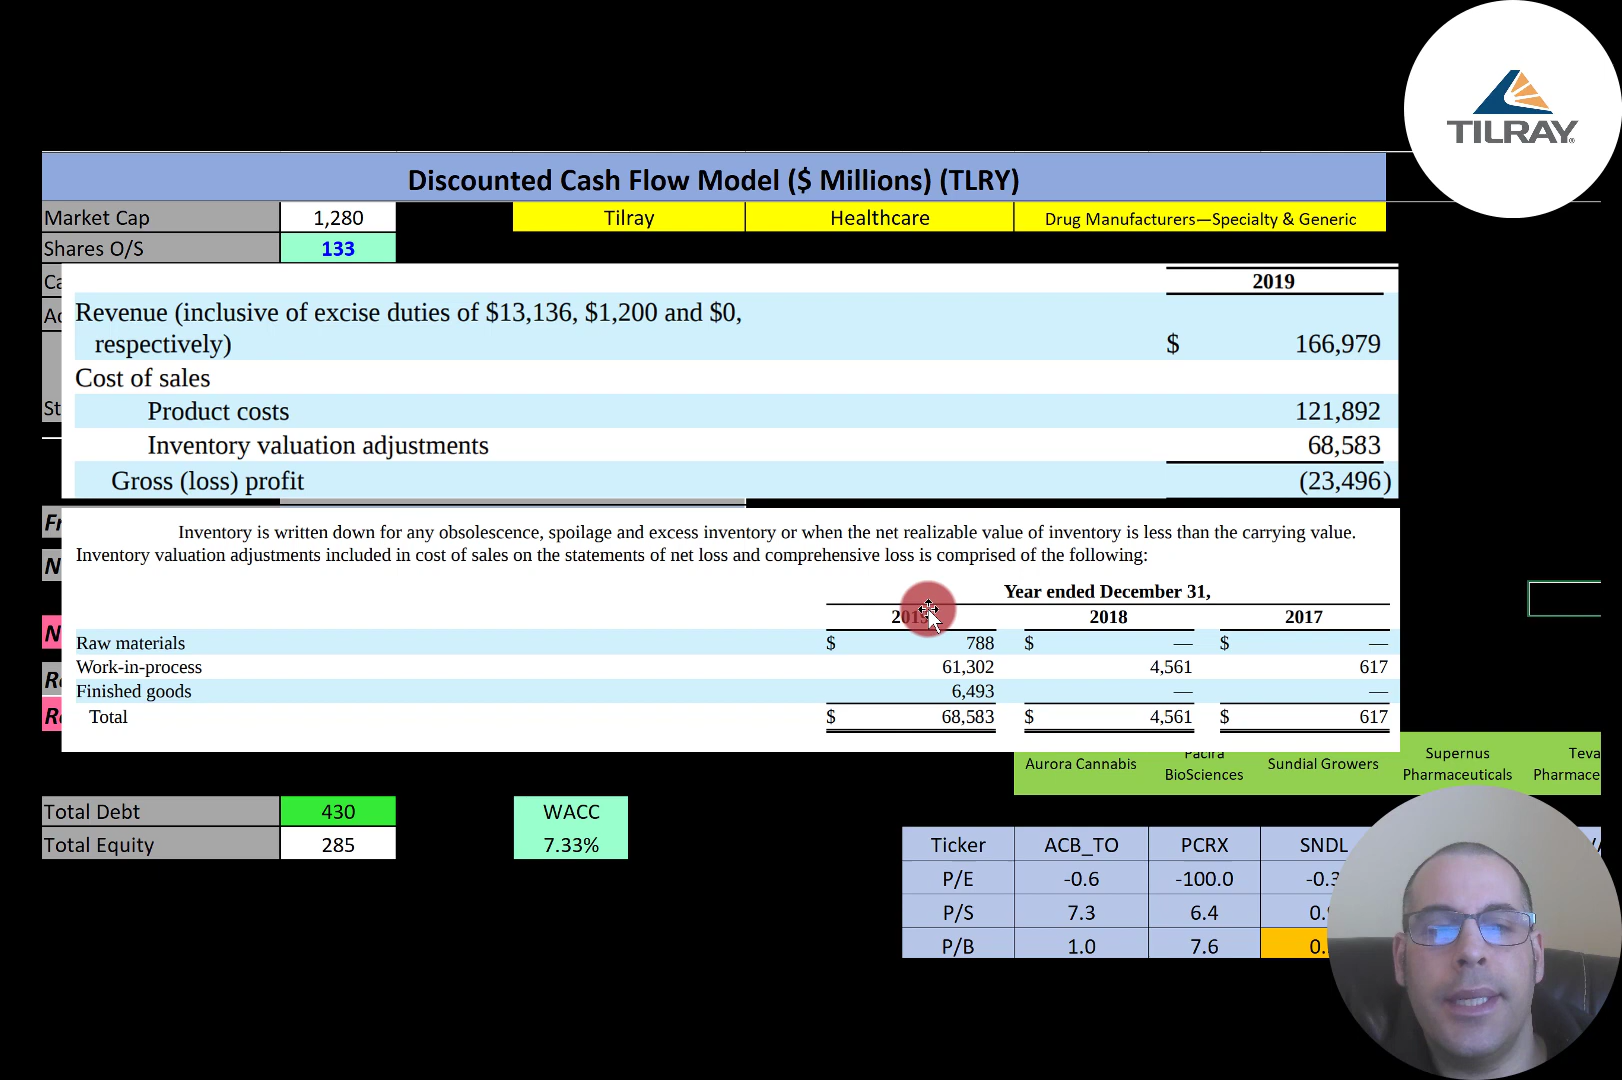 TILRAY
Discounted Cash Flow Model ($ Millions) (TLRY)
Market Cap 1,280 Tilray Healthcare Drug Manufacturers—Specialty & Generic
Shares O/S 133
2019
Revenue (inclusive of excise duties of $13,136, $1,200 and $0,
respectively) $ 166,979
Cost of sales
Product costs 121,892
Inventory valuation adjustments 68,583
Gross (loss) profit (23,496)
Inventory is written down for any obsolescence, spoilage and excess inventory or when the net realizable value of inventory is less than the carrying value.
Inventory valuation adjustments included in cost of sales on the statements of net loss and comprehensive loss is comprised of the following:
Year ended December 31,
2019 2018 2017
Raw materials $ 788 $ — $ —
Work-in-process 61,302 4,561 617
Finished goods 6,493 — —
Total $ 68,583 $ 4,561 $ 617
Aurora Cannabis Pacira BioSciences Sundial Growers Supernus Pharmaceuticals Teva
Total Debt 430 WACC
Total Equity 285 7.33%
Ticker ACB_TO PCRX SNDL
P/E -0.6 -100.0
P/S 7.3 6.4
P/B 1.0 7.6